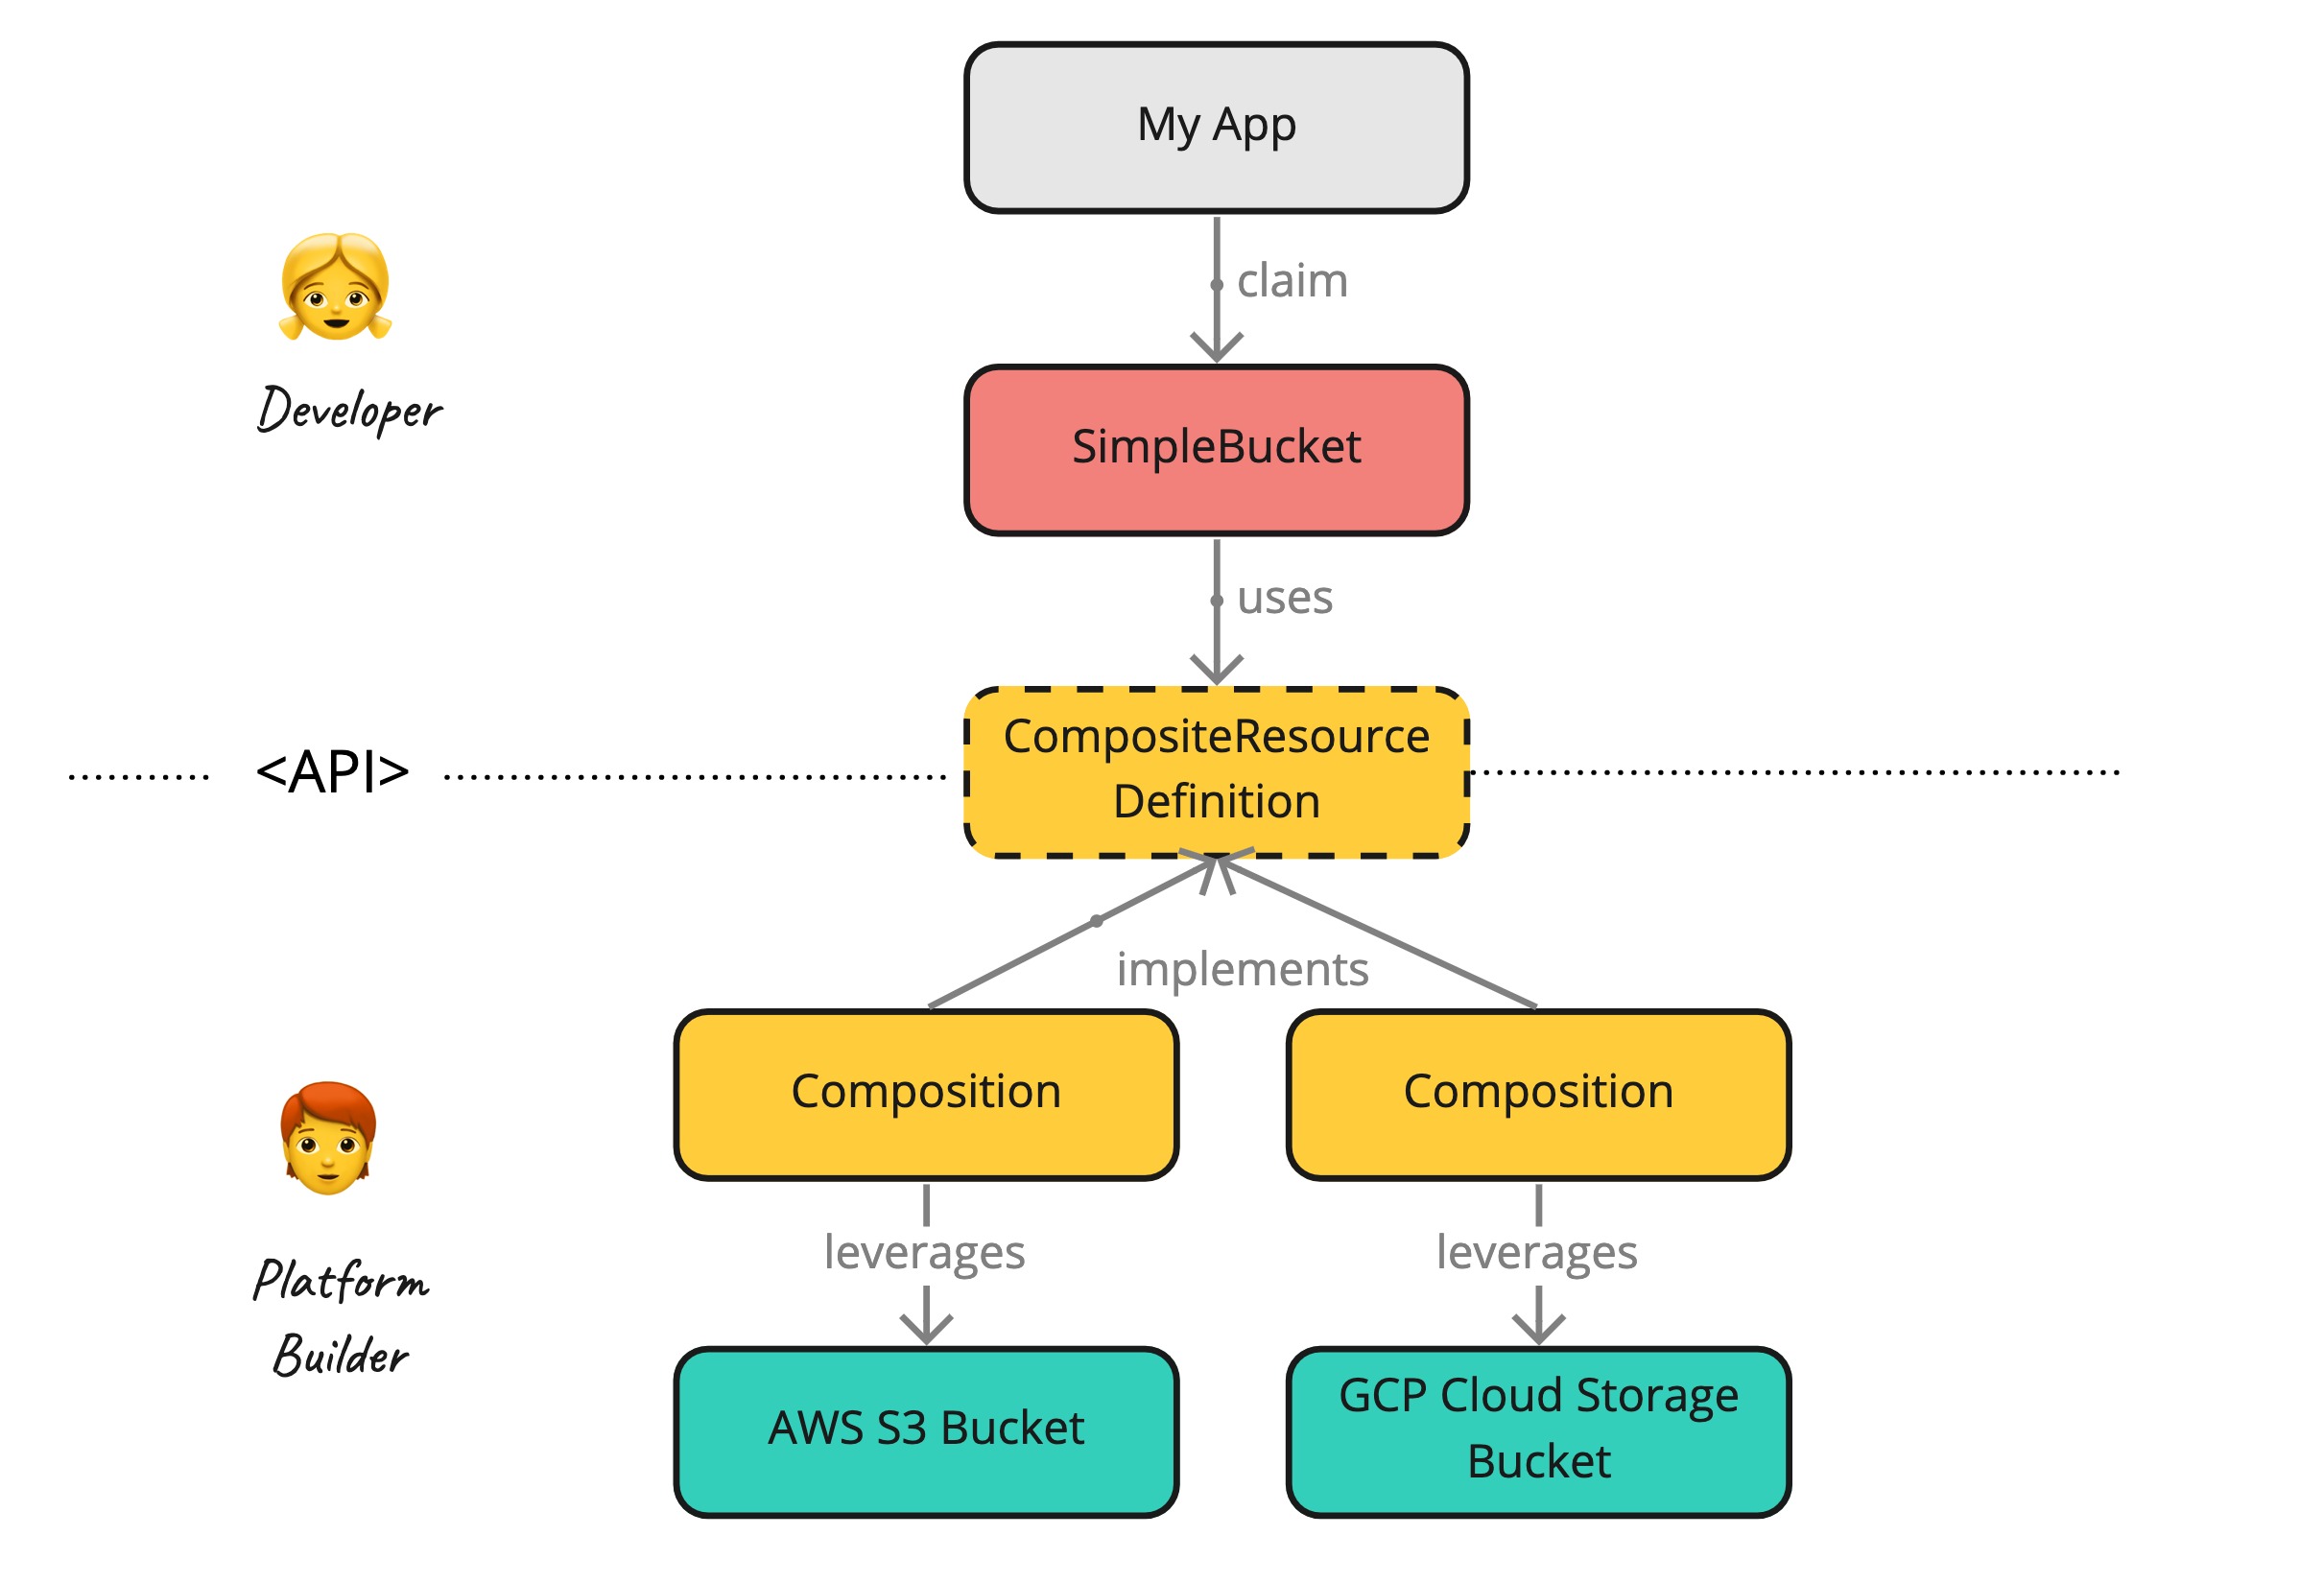 My App
claim
Developer
SimpleBucket
uses
CompositeResource
Definition
<API>
implements
Composition
Composition
Platform
Builder
leverages
leverages
AWS S3 Bucket
GCP Cloud Storage
Bucket